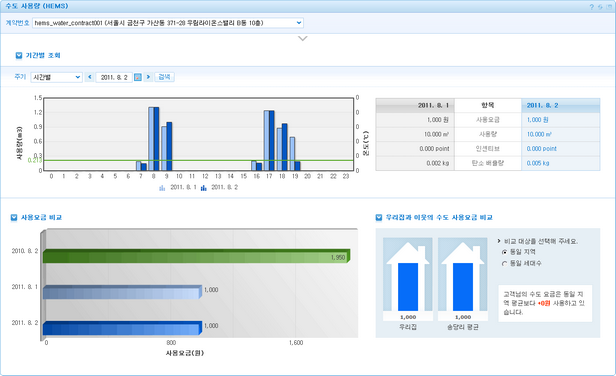 수도 사용량 (HEMS)
계약번호 hems_water_contract001 (서울시 금천구 가산동 371-28 우림라이온스밸리 B동 10층)
기간별 조회
주기 시간별 2011. 8. 2 검색
사용량(m3)
1.5
1.2
0.9
0.6
0.3
0.213
0.0
0
0
0
0
0
0
온도(℃)
0 1 2 3 4 5 6 7 8 9 10 11 12 13 14 15 16 17 18 19 20 21 22 23
2011. 8. 1 2011. 8. 2
2011. 8. 1 항목 2011. 8. 2
1,000 원 사용요금 1,000 원
10.000 m³ 사용량 10.000 m³
0.000 point 인센티브 0.000 point
0.002 kg 탄소 배출량 0.005 kg
사용요금 비교
2010. 8. 2 1,950
2011. 8. 1 1,000
2011. 8. 2 1,000
0 800 1,600
사용요금(원)
우리집과 이웃의 수도 사용요금 비교
1,000 1,000
우리집 송달리 평균
비교 대상을 선택해 주세요.
동일 지역
동일 세대수
고객님의 수도 요금은 동일 지
역 평균보다 +0원 사용하고 있
습니다.